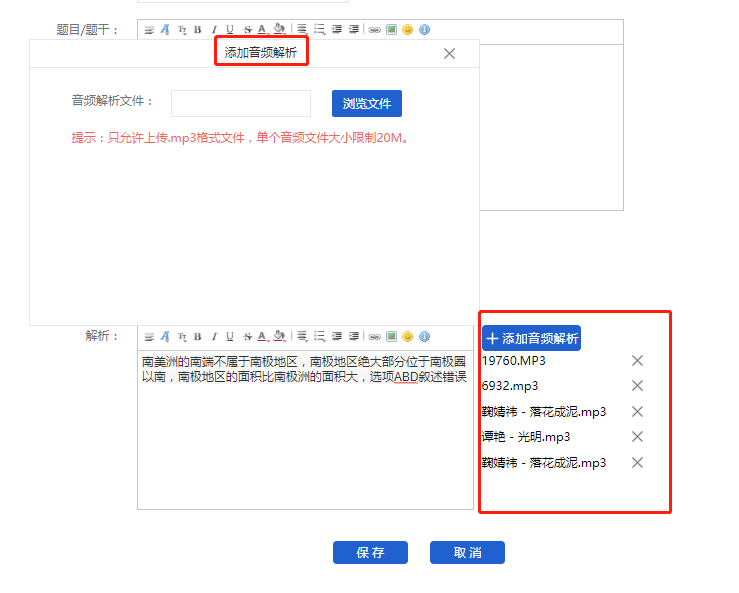 题目/题干：
添加音频解析
音频解析文件：
浏览文件
提示：只允许上传.mp3格式文件，单个音频文件大小限制20M。
解析：
南美洲的南端不属于南极地区，南极地区绝大部分位于南极圈
以南，南极地区的面积比南极洲的面积大，选项ABD叙述错误
添加音频解析
19760.MP3
6932.mp3
鞠婧祎 - 落花成泥.mp3
谭艳 - 光明.mp3
鞠婧祎 - 落花成泥.mp3
保存
取消